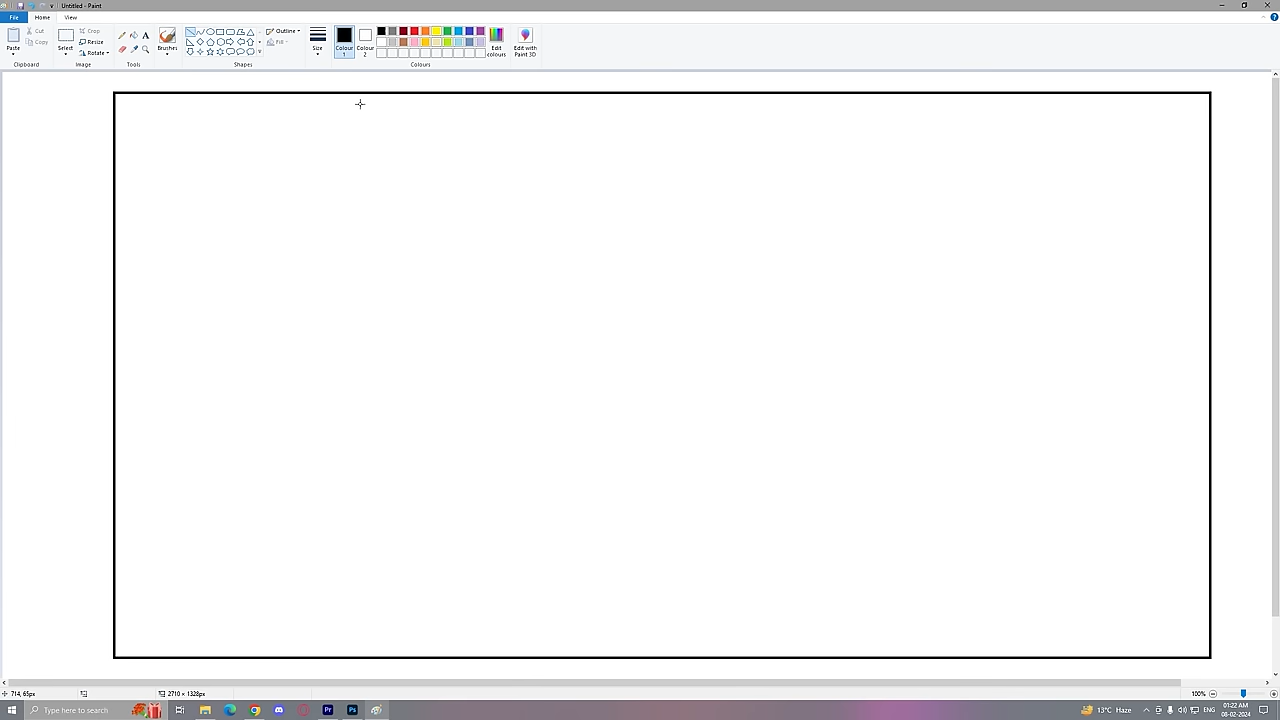 Untitled - Paint
File Home View
Paste
Cut
Copy
Clipboard
Select
Crop
Resize
Rotate
Image
Tools
Brushes
Outline
Fill
Shapes
Size
Colour 1
Colour 2
Edit colours
Edit with Paint 3D
Colours
714, 65px
2710 × 1328px
100%
Type here to search
Pr
Ps
13°C Haze
ENG
01:22 AM
08-02-2024